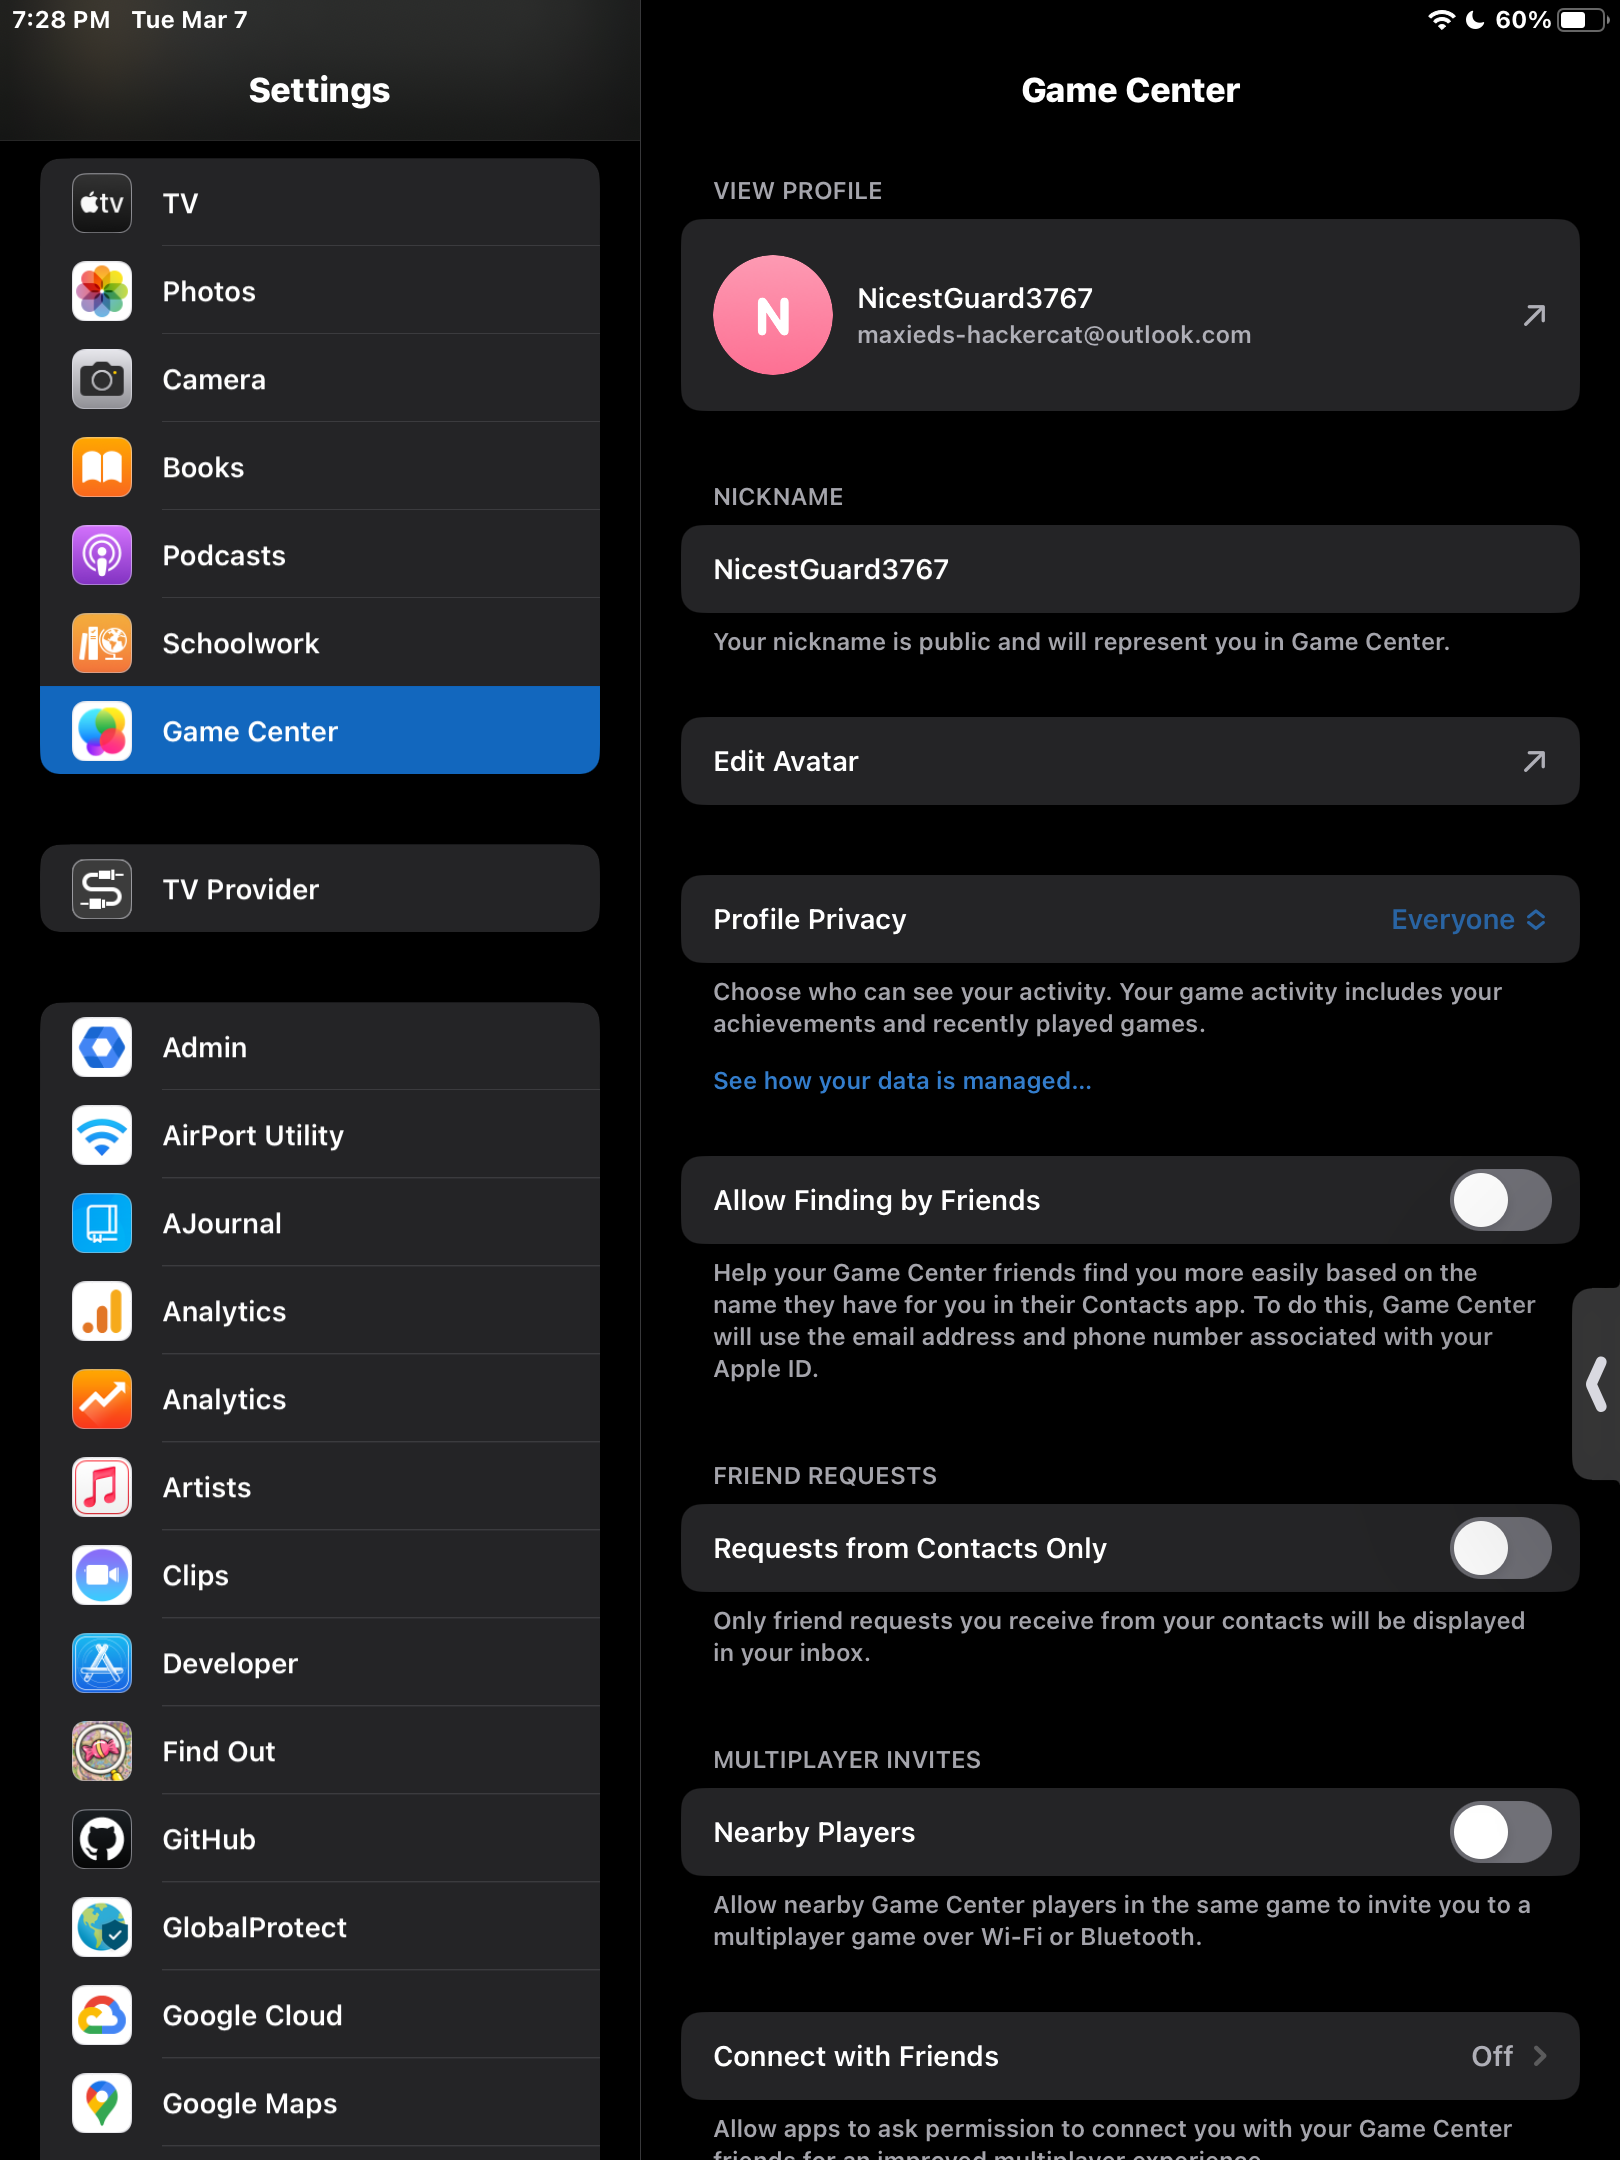 7:28 PM Tue Mar 7
60%
Settings
tv TV
Photos
Camera
Books
Podcasts
Schoolwork
Game Center
TV Provider
Admin
AirPort Utility
AJournal
Analytics
Analytics
Artists
Clips
Developer
Find Out
GitHub
GlobalProtect
Google Cloud
Google Maps
Game Center
VIEW PROFILE
N
NicestGuard3767
maxieds-hackercat@outlook.com
NICKNAME
NicestGuard3767
Your nickname is public and will represent you in Game Center.
Edit Avatar
Profile Privacy Everyone
Choose who can see your activity. Your game activity includes your
achievements and recently played games.
See how your data is managed...
Allow Finding by Friends
Help your Game Center friends find you more easily based on the
name they have for you in their Contacts app. To do this, Game Center
will use the email address and phone number associated with your
Apple ID.
FRIEND REQUESTS
Requests from Contacts Only
Only friend requests you receive from your contacts will be displayed
in your inbox.
MULTIPLAYER INVITES
Nearby Players
Allow nearby Game Center players in the same game to invite you to a
multiplayer game over Wi-Fi or Bluetooth.
Connect with Friends Off
Allow apps to ask permission to connect you with your Game Center
friends for an improved multiplayer experience.